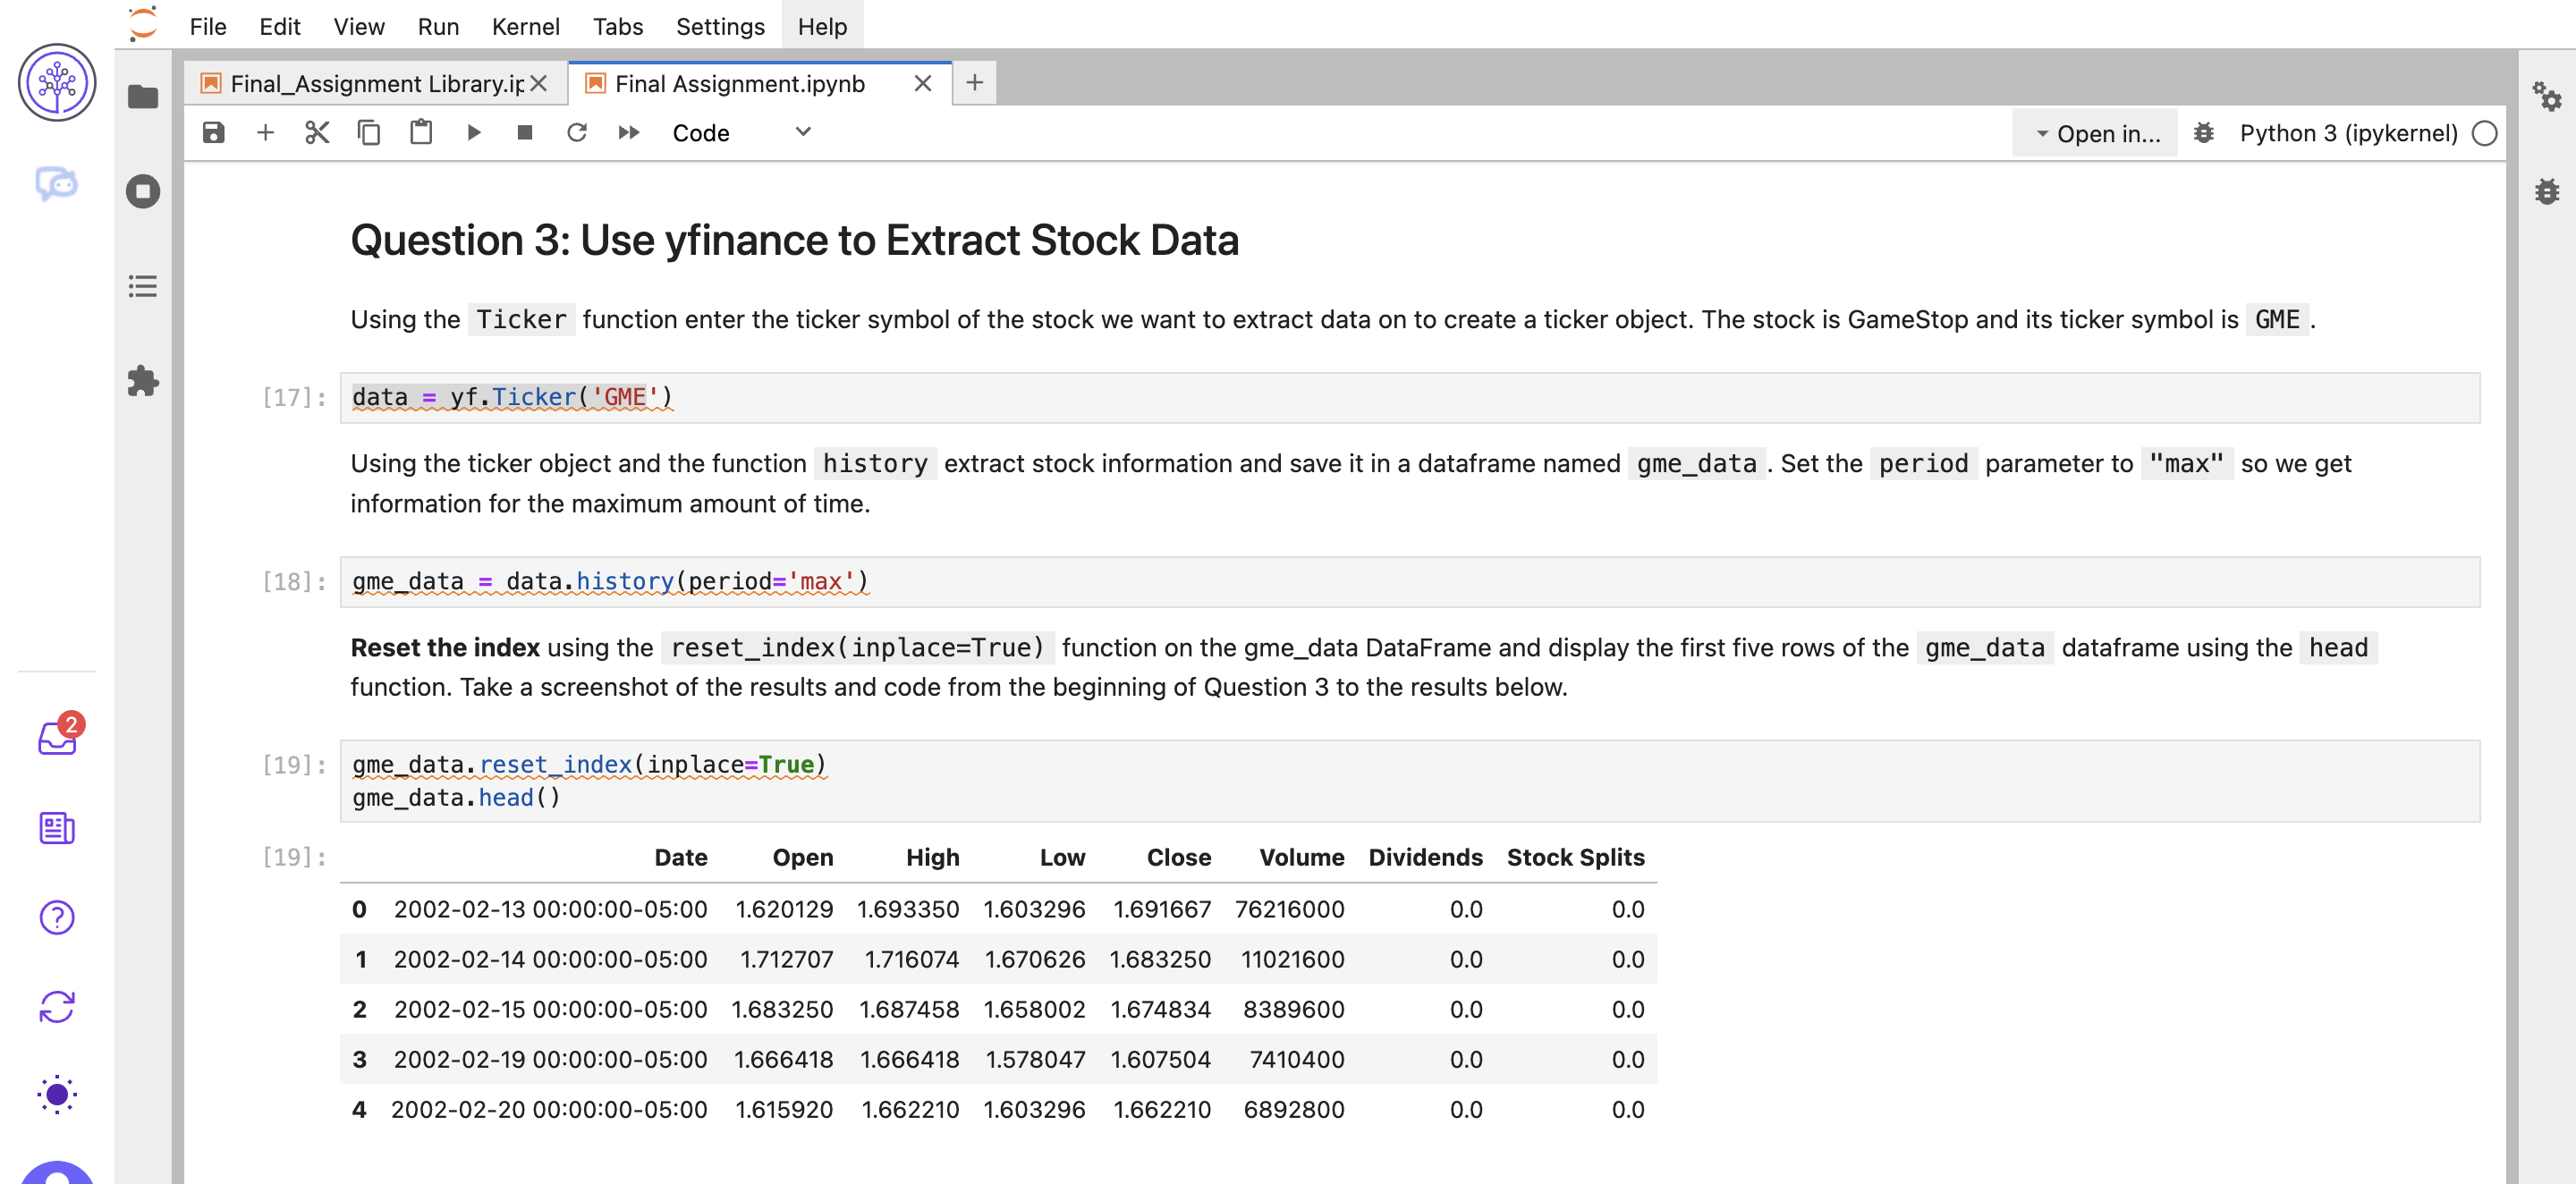 File Edit View Run Kernel Tabs Settings Help
Final_Assignment Library.ip Final Assignment.ipynb
Code Open in... Python 3 (ipykernel)
Question 3: Use yfinance to Extract Stock Data
Using the Ticker function enter the ticker symbol of the stock we want to extract data on to create a ticker object. The stock is GameStop and its ticker symbol is GME .
[17]: data = yf.Ticker('GME')
Using the ticker object and the function history extract stock information and save it in a dataframe named gme_data . Set the period parameter to "max" so we get
information for the maximum amount of time.
[18]: gme_data = data.history(period='max')
Reset the index using the reset_index(inplace=True) function on the gme_data DataFrame and display the first five rows of the gme_data dataframe using the head
function. Take a screenshot of the results and code from the beginning of Question 3 to the results below.
2
[19]: gme_data.reset_index(inplace=True)
gme_data.head()
[19]: Date Open High Low Close Volume Dividends Stock Splits
0 2002-02-13 00:00:00-05:00 1.620129 1.693350 1.603296 1.691667 76216000 0.0 0.0
1 2002-02-14 00:00:00-05:00 1.712707 1.716074 1.670626 1.683250 11021600 0.0 0.0
2 2002-02-15 00:00:00-05:00 1.683250 1.687458 1.658002 1.674834 8389600 0.0 0.0
3 2002-02-19 00:00:00-05:00 1.666418 1.666418 1.578047 1.607504 7410400 0.0 0.0
4 2002-02-20 00:00:00-05:00 1.615920 1.662210 1.603296 1.662210 6892800 0.0 0.0